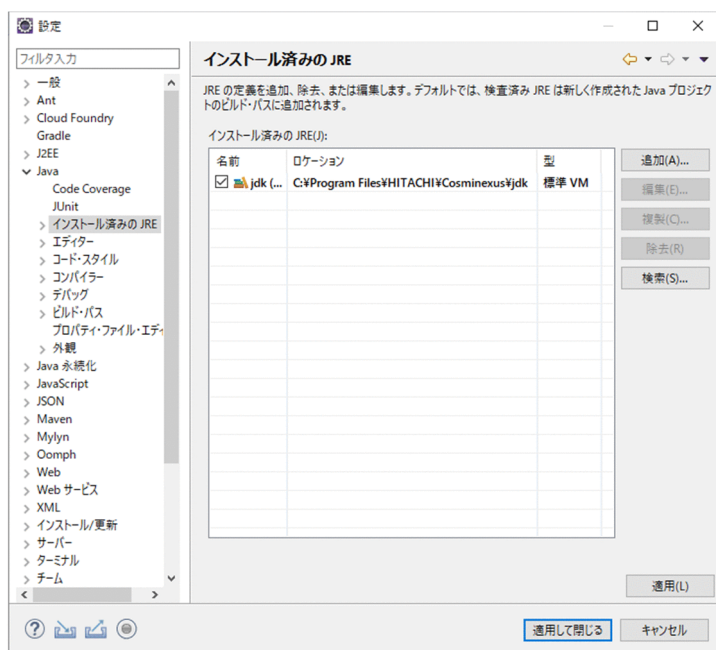 設定
フィルタ入力
一般
Ant
Cloud Foundry
Gradle
J2EE
Java
Code Coverage
JUnit
インストール済みの JRE
エディター
コード・スタイル
コンパイラー
デバッグ
ビルド・パス
プロパティ・ファイル・エディ
外観
Java 永続化
JavaScript
JSON
Maven
Mylyn
Oomph
Web
Web サービス
XML
インストール/更新
サーバー
ターミナル
チーム
インストール済みの JRE
JRE の定義を追加、除去、または編集します。デフォルトでは、検査済み JRE は新しく作成された Java プロジェク
トのビルド・パスに追加されます。
インストール済みの JRE(J):
名前 ロケーション 型
jdk (... C:¥Program Files¥HITACHI¥Cosminexus¥jdk 標準 VM
追加(A)...
編集(E)...
複製(C)...
除去(R)
検索(S)...
適用(L)
適用して閉じる キャンセル